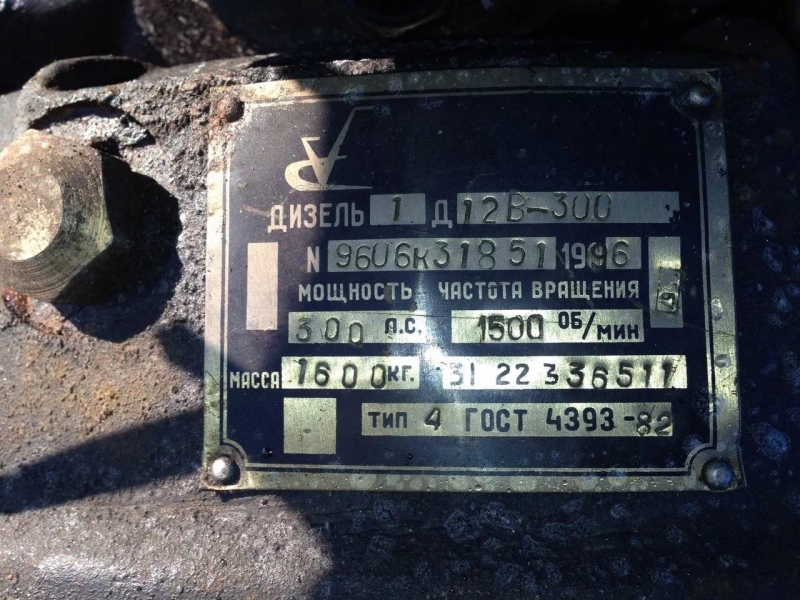 ДИЗЕЛЬ 1 Д 12В-300
N 9606К31851 1996
МОЩНОСТЬ ЧАСТОТА ВРАЩЕНИЯ
300 Л.С. 1500 ОБ/МИН
МАССА 1600 КГ. 31 22 336511
ТИП 4 ГОСТ 4393-82